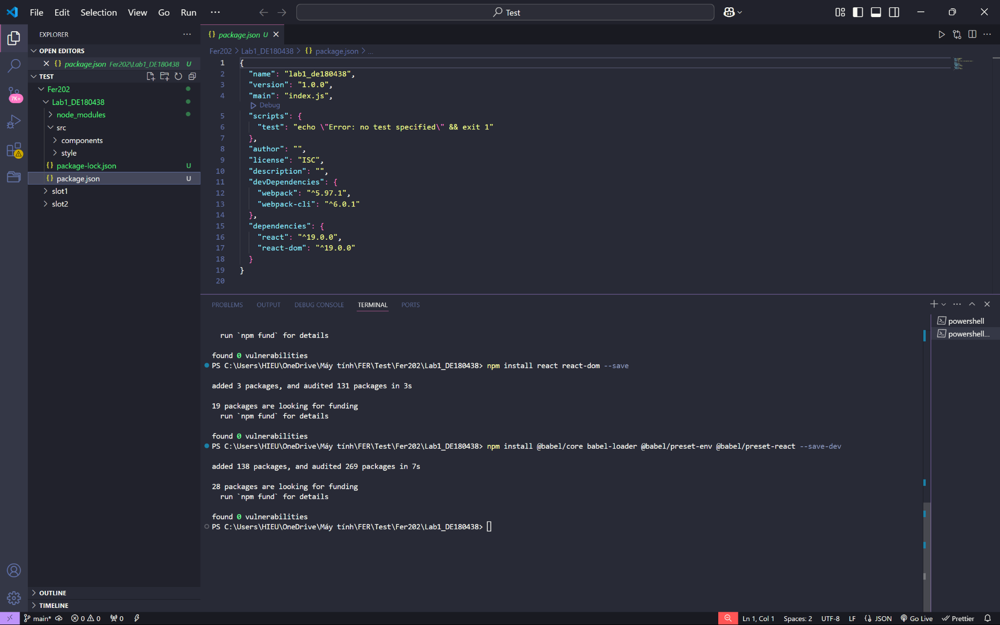 File Edit Selection View Go Run ···
Test
EXPLORER
OPEN EDITORS
package.json Fer202\Lab1_DE180438 U
TEST
Fer202
Lab1_DE180438
node_modules
src
components
style
package-lock.json U
package.json U
slot1
slot2
OUTLINE
TIMELINE
7K+
package.json U
Fer202 > Lab1_DE180438 > {} package.json > ...
1 {
2 "name": "lab1_de180438",
3 "version": "1.0.0",
4 "main": "index.js",
Debug
5 "scripts": {
6 "test": "echo \"Error: no test specified\" && exit 1"
7 },
8 "author": "",
9 "license": "ISC",
10 "description": "",
11 "devDependencies": {
12 "webpack": "^5.97.1",
13 "webpack-cli": "^6.0.1"
14 },
15 "dependencies": {
16 "react": "^19.0.0",
17 "react-dom": "^19.0.0"
18 }
19 }
20
PROBLEMS OUTPUT DEBUG CONSOLE TERMINAL PORTS
powershell
powershell...
run `npm fund` for details
found 0 vulnerabilities
PS C:\Users\HIEU\OneDrive\Máy tính\FER\Test\Fer202\Lab1_DE180438> npm install react react-dom --save
added 3 packages, and audited 131 packages in 3s
19 packages are looking for funding
run `npm fund` for details
found 0 vulnerabilities
PS C:\Users\HIEU\OneDrive\Máy tính\FER\Test\Fer202\Lab1_DE180438> npm install @babel/core babel-loader @babel/preset-env @babel/preset-react --save-dev
added 138 packages, and audited 269 packages in 7s
28 packages are looking for funding
run `npm fund` for details
found 0 vulnerabilities
PS C:\Users\HIEU\OneDrive\Máy tính\FER\Test\Fer202\Lab1_DE180438>
main* 0 0 0 Ln 1, Col 1 Spaces: 2 UTF-8 LF JSON Go Live Prettier